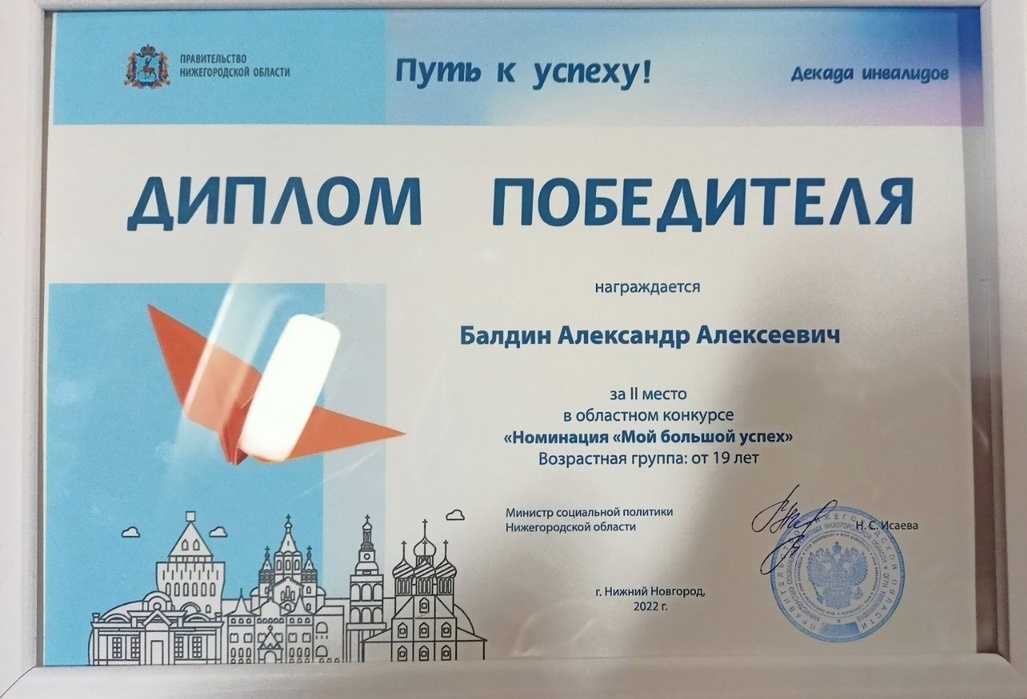 ПРАВИТЕЛЬСТВО
НИЖЕГОРОДСКОЙ ОБЛАСТИ
Путь к успеху!
Декада инвалидов
ДИПЛОМ ПОБЕДИТЕЛЯ
награждается
Балдин Александр Алексеевич
за II место
в областном конкурсе
«Номинация «Мой большой успех»
Возрастная группа: от 19 лет
Министр социальной политики
Нижегородской области
Н. С. Исаева
г. Нижний Новгород,
2022 г.